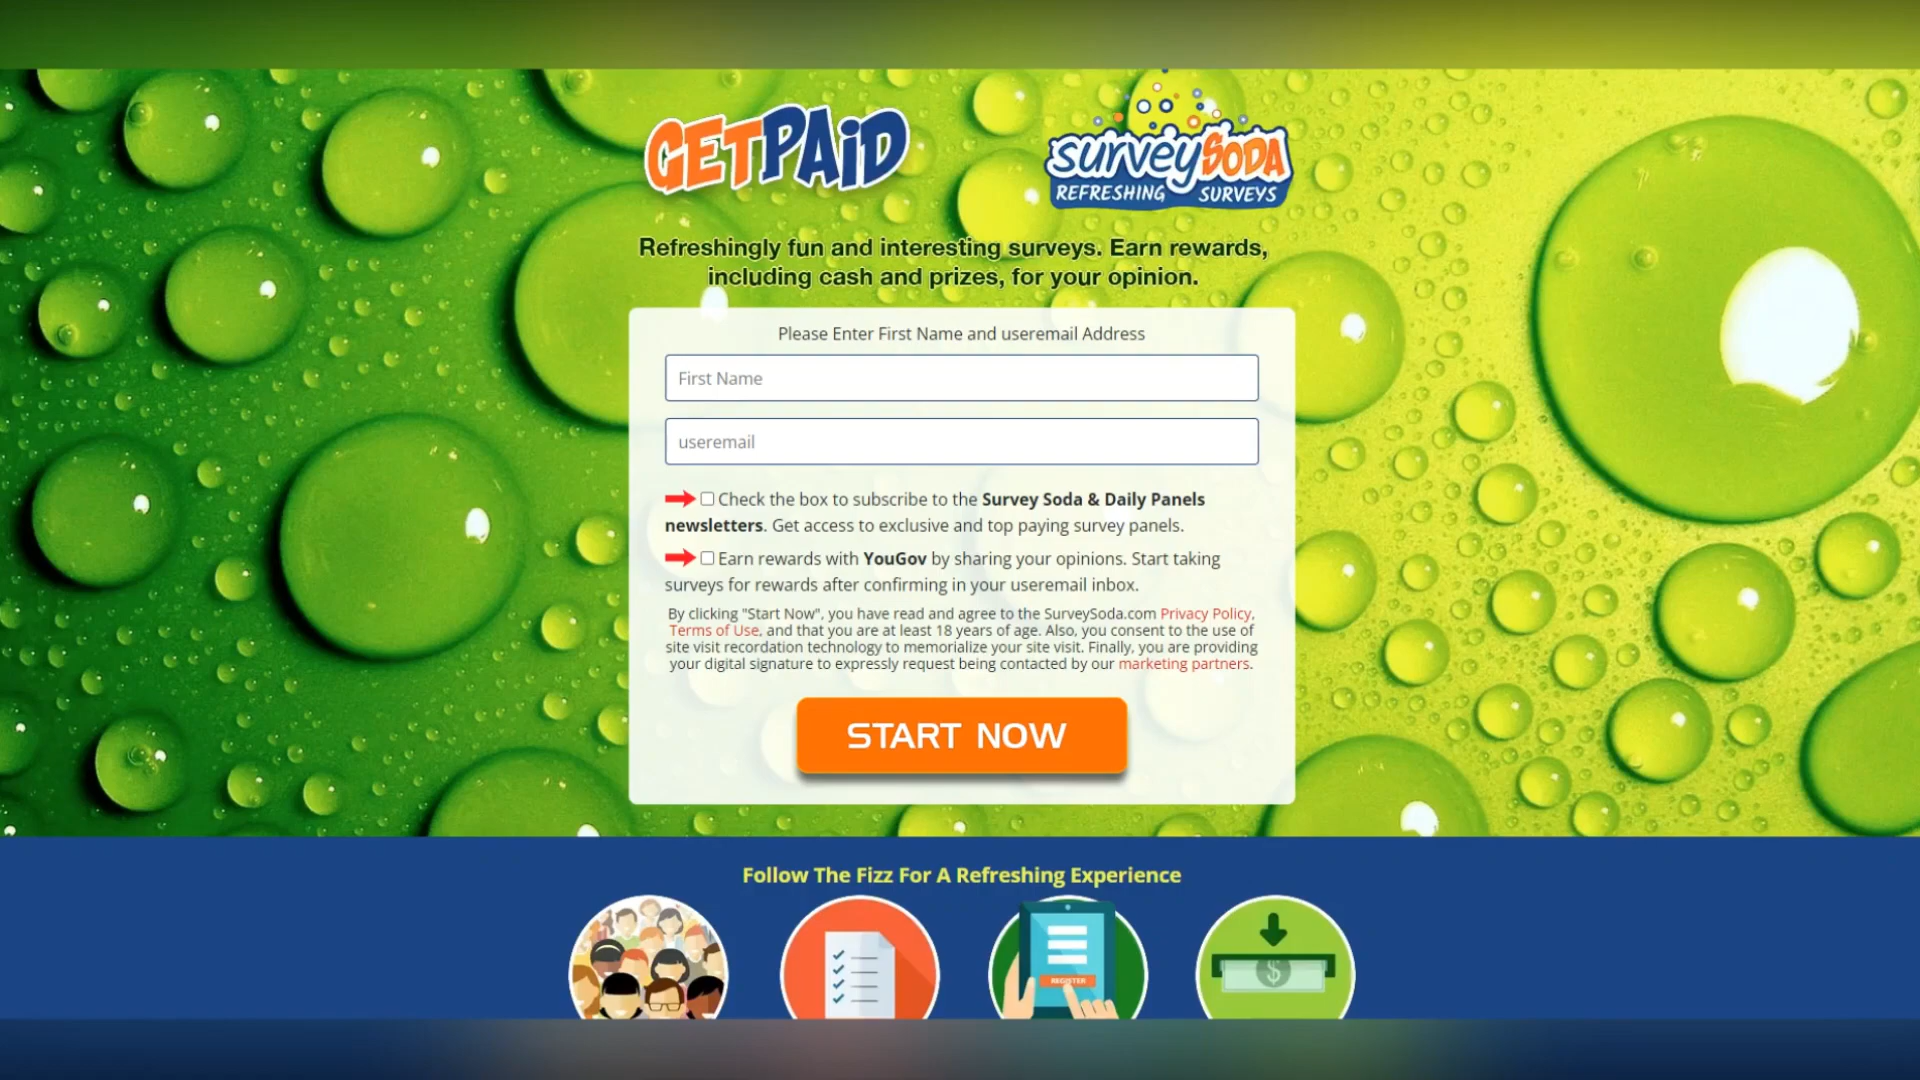 GETPAiD
surveySODA
REFRESHING SURVEYS
Refreshingly fun and interesting surveys. Earn rewards,
including cash and prizes, for your opinion.
Please Enter First Name and useremail Address
First Name
useremail
Check the box to subscribe to the Survey Soda & Daily Panels
newsletters. Get access to exclusive and top paying survey panels.
Earn rewards with YouGov by sharing your opinions. Start taking
surveys for rewards after confirming in your useremail inbox.
By clicking "Start Now", you have read and agree to the SurveySoda.com Privacy Policy,
Terms of Use, and that you are at least 18 years of age. Also, you consent to the use of
site visit recordation technology to memorialize your site visit. Finally, you are providing
your digital signature to expressly request being contacted by our marketing partners.
START NOW
Follow The Fizz For A Refreshing Experience
REGISTER
$